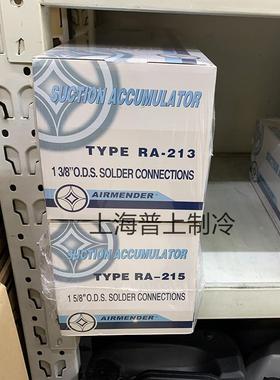 SUCTION ACCUMULATOR
TYPE RA-213
1 3/8"O.D.S. SOLDER CONNECTIONS
AIRMENDER
上海普士制冷
SUCTION ACCUMULATOR
TYPE RA-215
1 5/8"O.D.S. SOLDER CONNECTIONS
AIRMENDER